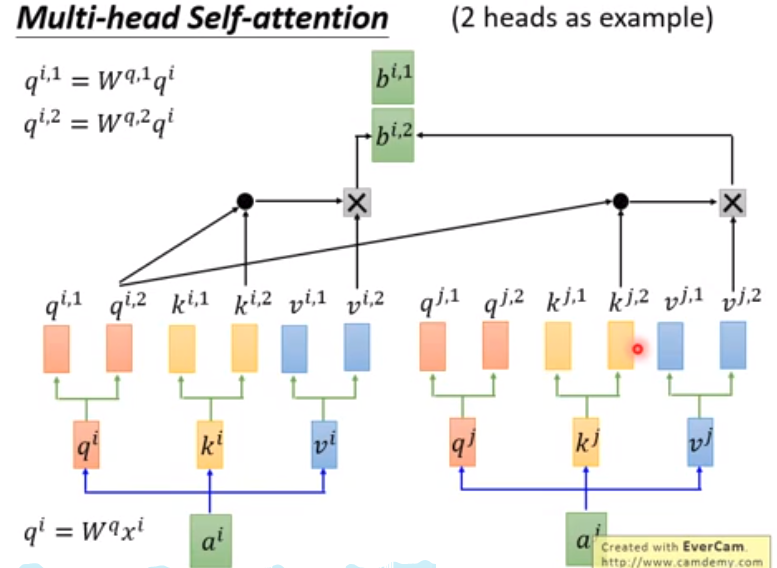 Multi-head Self-attention (2 heads as example)
q^{i,1} = W^{q,1}q^i
q^{i,2} = W^{q,2}q^i
b^{i,1}
b^{i,2}
q^{i,1} q^{i,2} k^{i,1} k^{i,2} v^{i,1} v^{i,2} q^{j,1} q^{j,2} k^{j,1} k^{j,2} v^{j,1} v^{j,2}
q^i k^i v^i q^j k^j v^j
q^i = W^q x^i
a^i a^j
Created with EverCam.
http://www.camdemy.com